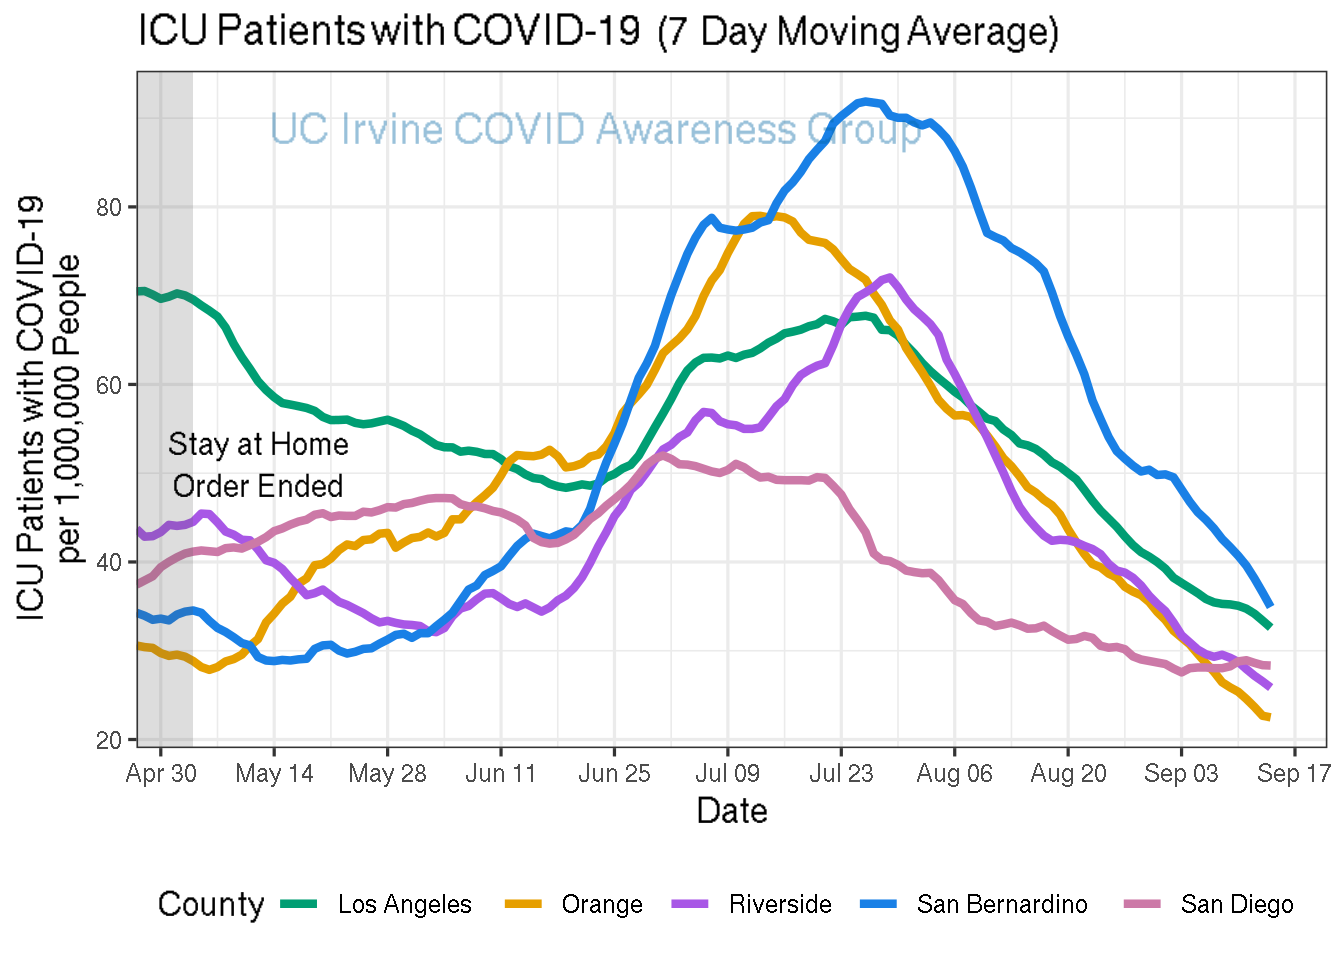 ICU Patients with COVID-19 (7 Day Moving Average)
UC Irvine COVID Awareness Group
ICU Patients with COVID-19
per 1,000,000 People
80
60
40
20
Stay at Home
Order Ended
Apr 30 May 14 May 28 Jun 11 Jun 25 Jul 09 Jul 23 Aug 06 Aug 20 Sep 03 Sep 17
Date
County Los Angeles Orange Riverside San Bernardino San Diego